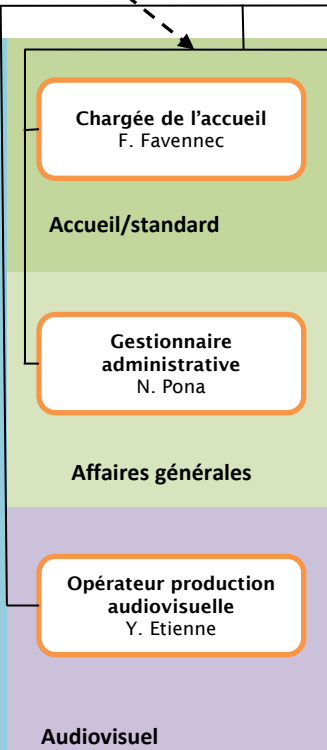 Chargée de l’accueil
F. Favennec
Accueil/standard
Gestionnaire
administrative
N. Pona
Affaires générales
Opérateur production
audiovisuelle
Y. Etienne
Audiovisuel